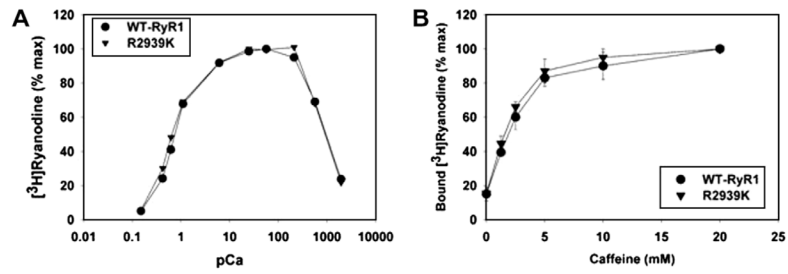 A
WT-RyR1
R2939K
[³H]Ryanodine (% max)
120
100
80
60
40
20
0
0.01
0.1
1
10
100
1000
10000
pCa
B
Bound [³H]Ryanodine (% max)
120
100
80
60
40
20
0
WT-RyR1
R2939K
0
5
10
15
20
25
Caffeine (mM)